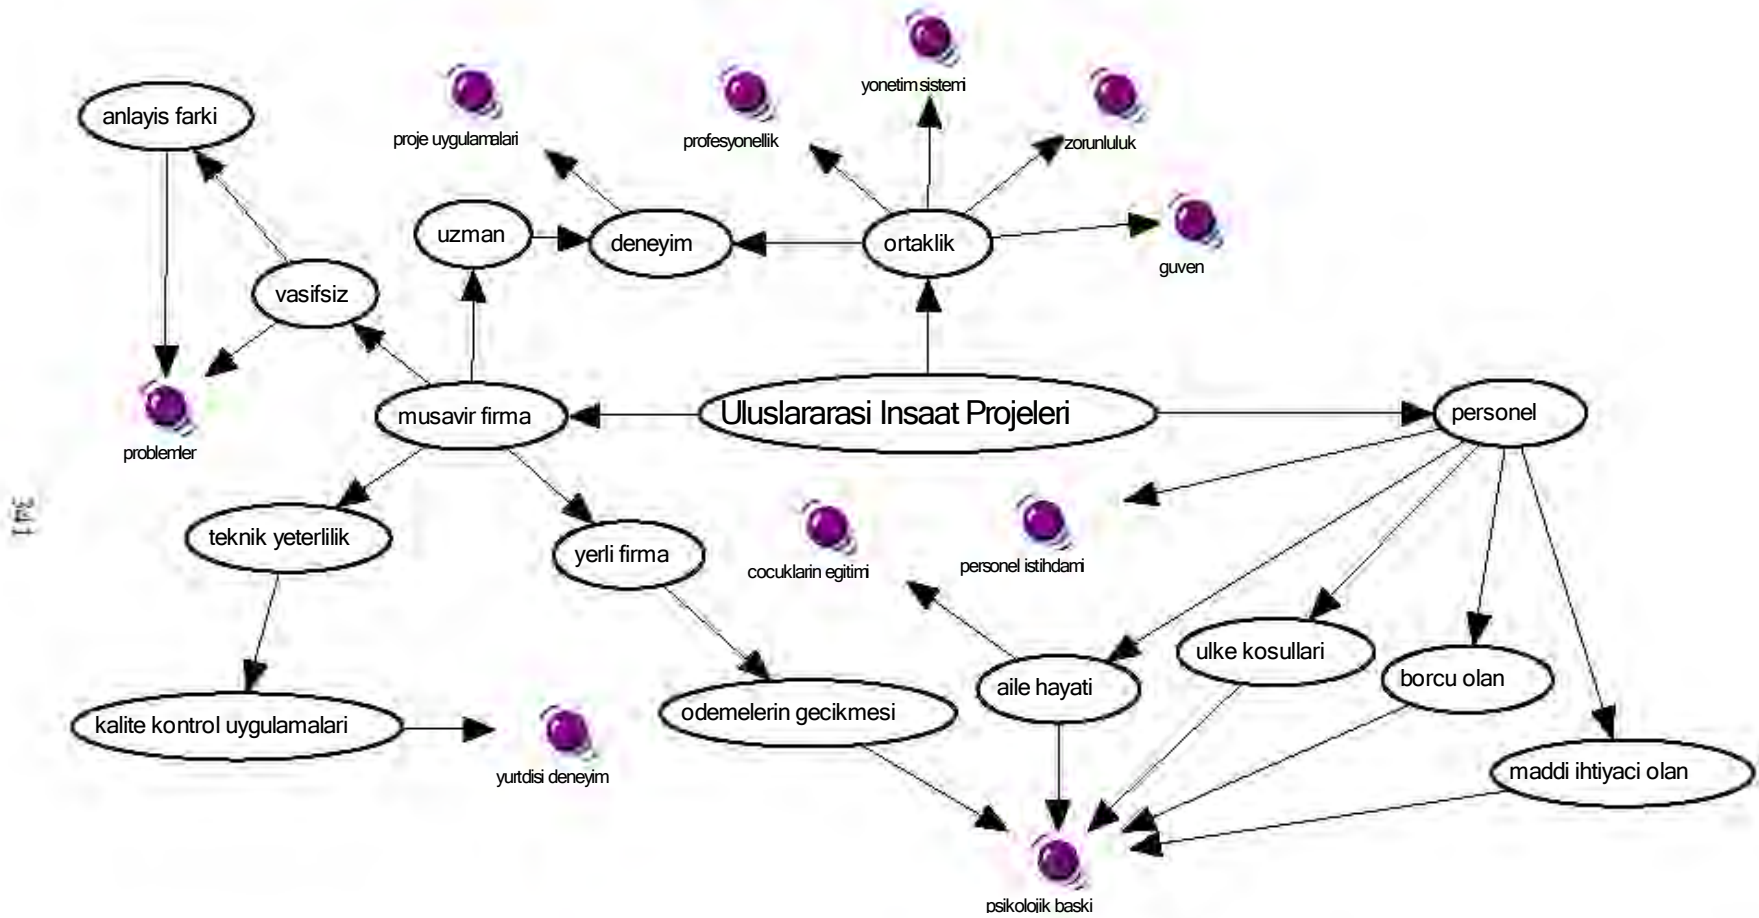 yonetim sistemi
anlayis farki
proje uygulamalari
profesyonellik
zorunluluk
uzman
deneyim
ortaklik
guven
vasifsiz
musavir firma
Uluslararasi Insaat Projeleri
personel
problemler
341
teknik yeterlilik
yerli firma
cocuklarin egitimi
personel istihdami
ulke kosullari
borcu olan
aile hayati
odemelerin gecikmesi
kalite kontrol uygulamalari
yurtdisi deneyim
maddi ihtiyaci olan
psikolojik baski